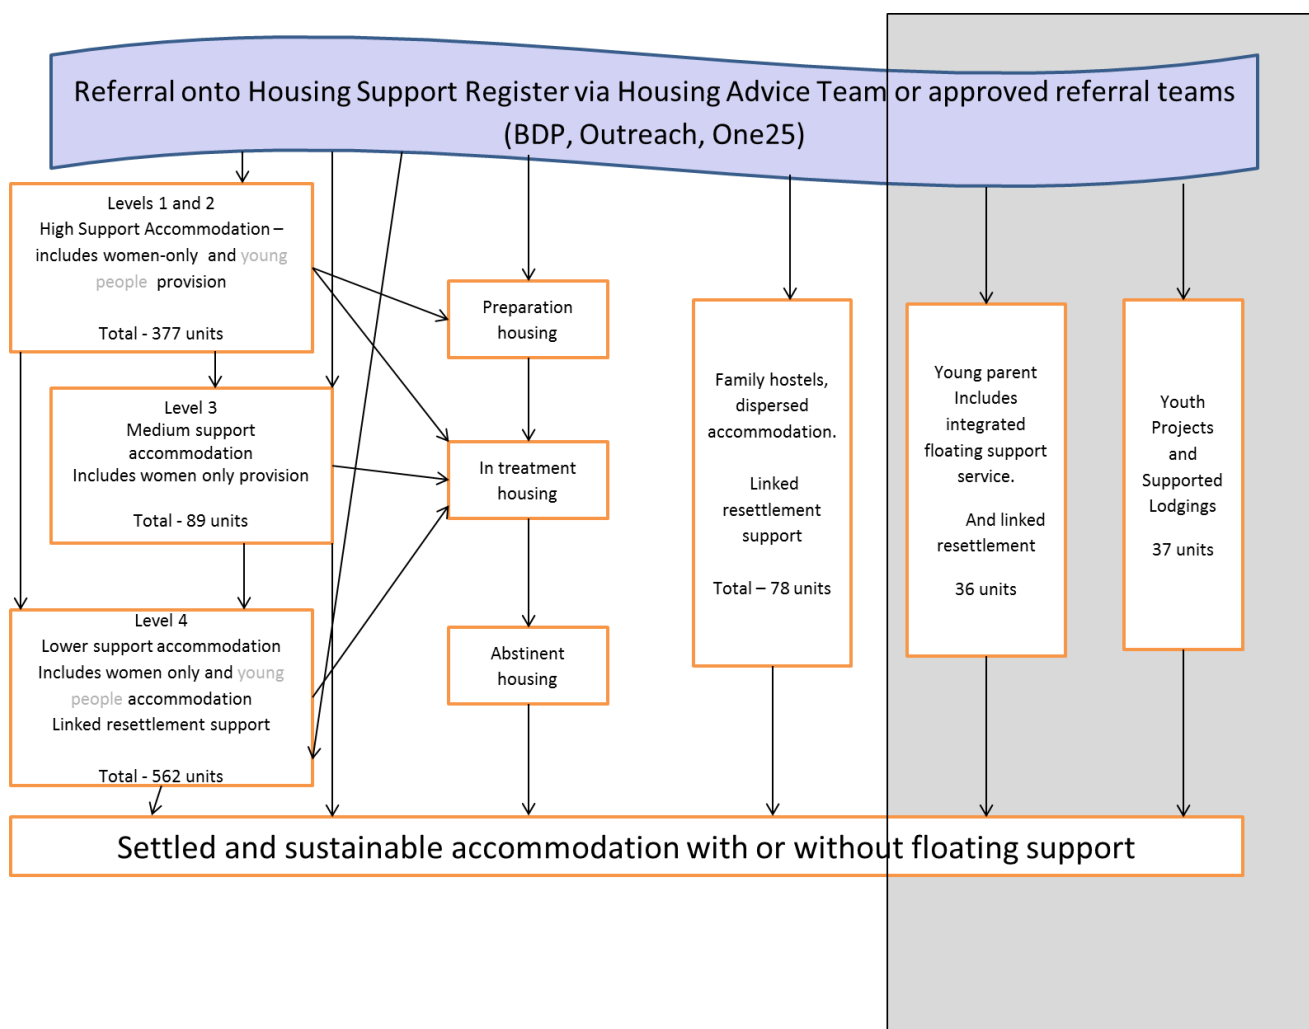 Referral onto Housing Support Register via Housing Advice Team or approved referral teams
(BDP, Outreach, One25)
Levels 1 and 2
High Support Accommodation –
includes women-only and young
people provision
Total - 377 units
Level 3
Medium support
accommodation
Includes women only provision
Total - 89 units
Level 4
Lower support accommodation
Includes women only and young
people accommodation
Linked resettlement support
Total - 562 units
Preparation
housing
In treatment
housing
Abstinent
housing
Family hostels,
dispersed
accommodation.
Linked
resettlement
support
Total – 78 units
Young parent
Includes
integrated
floating support
service.
And linked
resettlement
36 units
Youth
Projects
and
Supported
Lodgings
37 units
Settled and sustainable accommodation with or without floating support